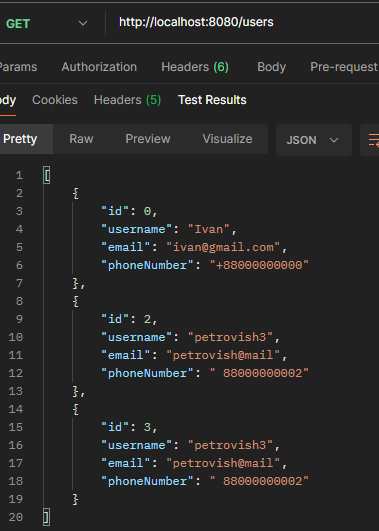 GET http://localhost:8080/users
Params Authorization Headers (6) Body Pre-request
Body Cookies Headers (5) Test Results
Pretty Raw Preview Visualize JSON
1 [
2 {
3 "id": 0,
4 "username": "Ivan",
5 "email": "ivan@gmail.com",
6 "phoneNumber": "+88000000000"
7 },
8 {
9 "id": 2,
10 "username": "petrovish3",
11 "email": "petrovish@mail",
12 "phoneNumber": " 88000000002"
13 },
14 {
15 "id": 3,
16 "username": "petrovish3",
17 "email": "petrovish@mail",
18 "phoneNumber": " 88000000002"
19 }
20 ]